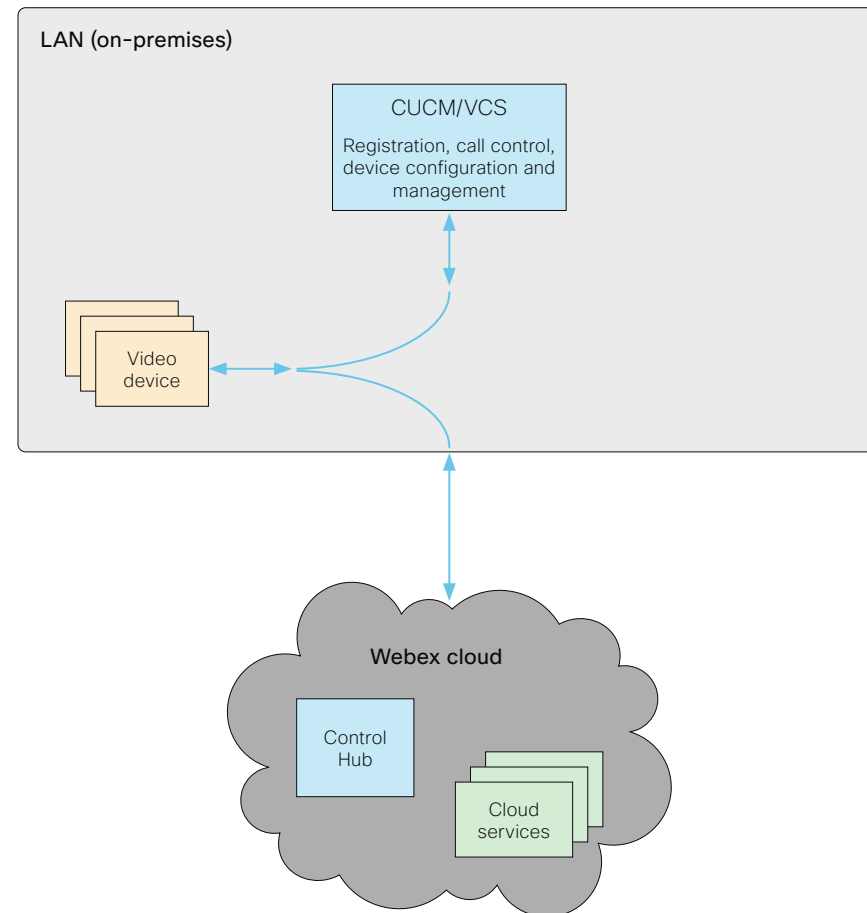 LAN (on-premises)
CUCM/VCS
Registration, call control,
device configuration and
management
Video
device
Webex cloud
Control
Hub
Cloud
services